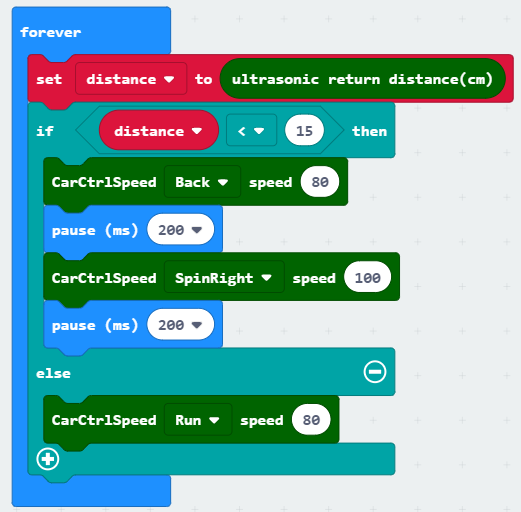 forever
set distance to ultrasonic return distance(cm)
if distance < 15 then
CarCtrlSpeed Back speed 80
pause (ms) 200
CarCtrlSpeed SpinRight speed 100
pause (ms) 200
else
CarCtrlSpeed Run speed 80